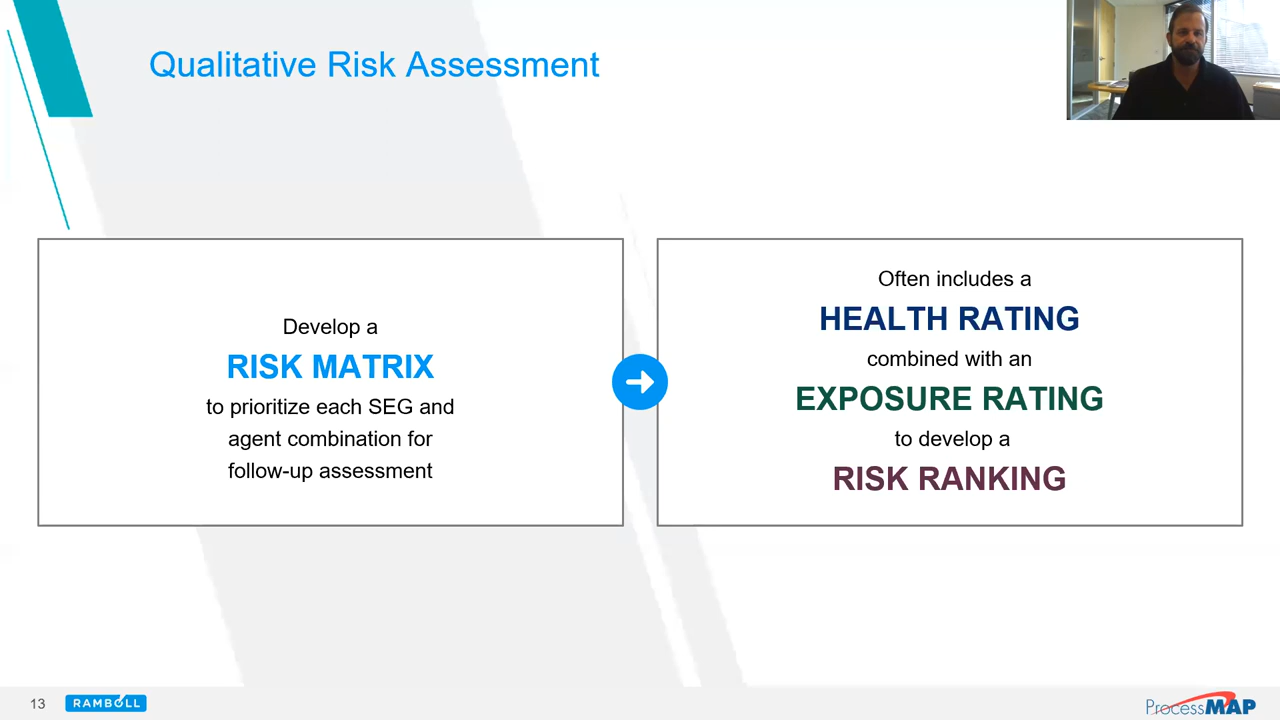 Qualitative Risk Assessment
Develop a
RISK MATRIX
to prioritize each SEG and
agent combination for
follow-up assessment
Often includes a
HEALTH RATING
combined with an
EXPOSURE RATING
to develop a
RISK RANKING
13
RAMBOLL
ProcessMAP